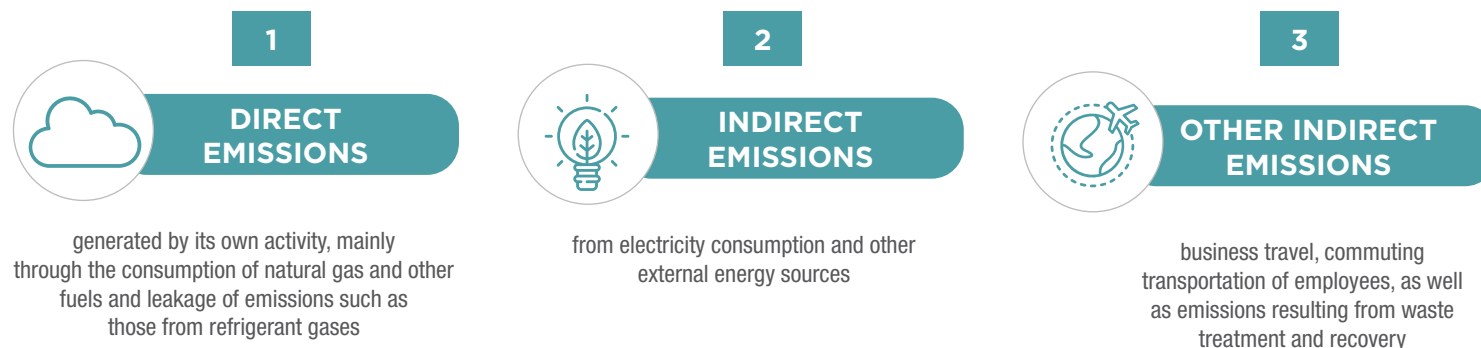 1
DIRECT
EMISSIONS
generated by its own activity, mainly
through the consumption of natural gas and other
fuels and leakage of emissions such as
those from refrigerant gases
2
INDIRECT
EMISSIONS
from electricity consumption and other
external energy sources
3
OTHER INDIRECT
EMISSIONS
business travel, commuting
transportation of employees, as well
as emissions resulting from waste
treatment and recovery